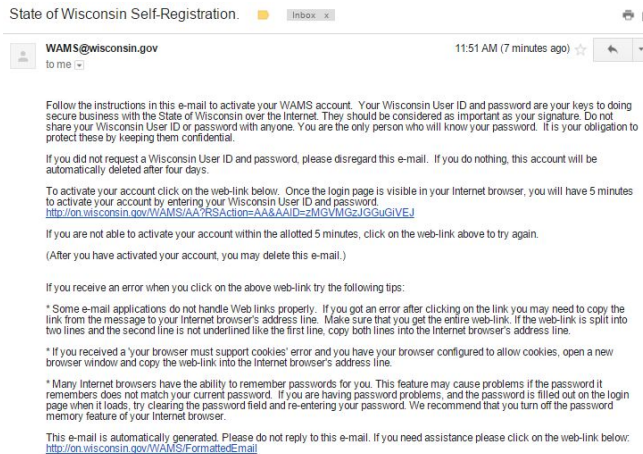 State of Wisconsin Self-Registration.
Inbox x
WAMS@wisconsin.gov
11:51 AM (7 minutes ago)
to me
Follow the instructions in this e-mail to activate your WAMS account. Your Wisconsin User ID and password are your keys to doing
secure business with the State of Wisconsin over the Internet. They should be considered as important as your signature. Do not
share your Wisconsin User ID or password with anyone. You are the only person who will know your password. It is your obligation to
protect these by keeping them confidential.
If you did not request a Wisconsin User ID and password, please disregard this e-mail. If you do nothing, this account will be
automatically deleted after four days.
To activate your account click on the web-link below. Once the login page is visible in your Internet browser, you will have 5 minutes
to activate your account by entering your Wisconsin User ID and password.
http://on.wisconsin.gov/WAMS/AA?RSAction=AA&AAID=zMGVMGzJGGuGiVEJ
If you are not able to activate your account within the allotted 5 minutes, click on the web-link above to try again.
(After you have activated your account, you may delete this e-mail.)
If you receive an error when you click on the above web-link try the following tips:
* Some e-mail applications do not handle Web links properly. If you got an error after clicking on the link you may need to copy the
link from the message to your Internet browser's address line. Make sure that you get the entire web-link. If the web-link is split into
two lines and the second line is not underlined like the first line, copy both lines into the Internet browser's address line.
* If you received a 'your browser must support cookies' error and you have your browser configured to allow cookies, open a new
browser window and copy the web-link into the Internet browser's address line.
* Many Internet browsers have the ability to remember passwords for you. This feature may cause problems if the password it
remembers does not match your current password. If you are having password problems, and the password is filled out on the login
page when it loads, try clearing the password field and re-entering your password. We recommend that you turn off the password
memory feature of your Internet browser.
This e-mail is automatically generated. Please do not reply to this e-mail. If you need assistance please click on the web-link below:
http://on.wisconsin.gov/WAMS/FormattedEmail